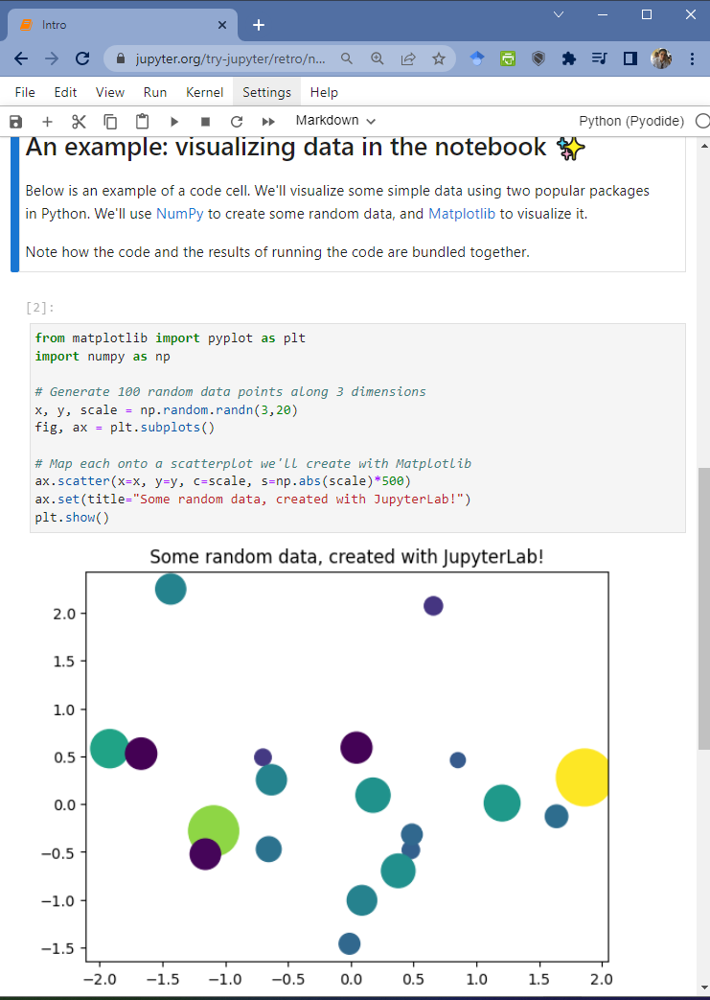 Intro
jupyter.org/try-jupyter/retro/n...
File Edit View Run Kernel Settings Help
Markdown Python (Pyodide)
An example: visualizing data in the notebook ✨
Below is an example of a code cell. We'll visualize some simple data using two popular packages
in Python. We'll use NumPy to create some random data, and Matplotlib to visualize it.
Note how the code and the results of running the code are bundled together.
[2]:
from matplotlib import pyplot as plt
import numpy as np
# Generate 100 random data points along 3 dimensions
x, y, scale = np.random.randn(3,20)
fig, ax = plt.subplots()
# Map each onto a scatterplot we'll create with Matplotlib
ax.scatter(x=x, y=y, c=scale, s=np.abs(scale)*500)
ax.set(title="Some random data, created with JupyterLab!")
plt.show()
Some random data, created with JupyterLab!
2.0
1.5
1.0
0.5
0.0
−0.5
−1.0
−1.5
−2.0 −1.5 −1.0 −0.5 0.0 0.5 1.0 1.5 2.0